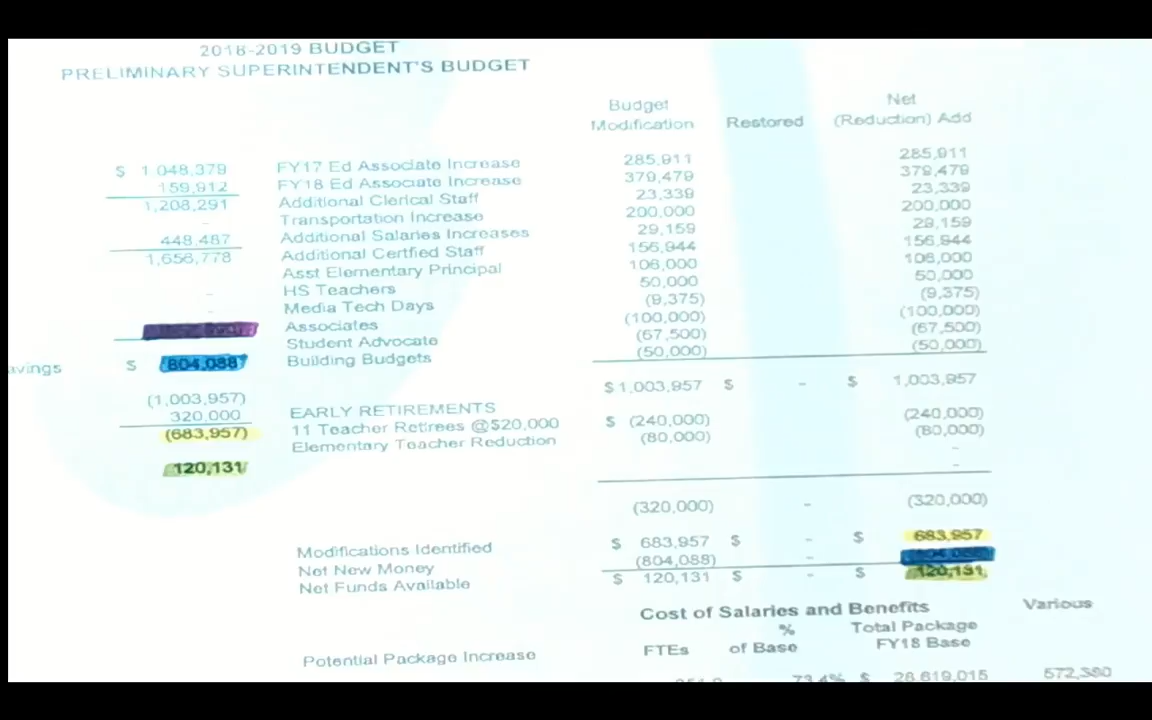 2018-2019 BUDGET
PRELIMINARY SUPERINTENDENT'S BUDGET
Budget Modification Restored Net (Reduction) Add
$ 1,048,379 FY17 Ed Associate Increase 285,911 285,911
159,912 FY18 Ed Associate Increase 379,479 379,479
1,208,291 Additional Clerical Staff 23,339 23,339
- Transportation Increase 200,000 200,000
448,487 Additional Salaries Increases 29,159 29,159
1,656,778 Additional Certfied Staff 156,944 156,944
Asst Elementary Principal 106,000 106,000
- HS Teachers 50,000 50,000
- Media Tech Days (9,375) (9,375)
Associates (100,000) (100,000)
Student Advocate (67,500) (67,500)
avings $ 804,088 Building Budgets (50,000) (50,000)
(1,003,957) $ 1,003,957 $ - $ 1,003,957
320,000 EARLY RETIREMENTS
(683,957) 11 Teacher Retirees @$20,000 $ (240,000) (240,000)
Elementary Teacher Reduction (80,000) (80,000)
120,131 -
-
(320,000) - (320,000)
Modifications Identified $ 683,957 $ - $ 683,957
Net New Money (804,088) -
Net Funds Available $ 120,131 $ - $ 120,131
Cost of Salaries and Benefits Various
% Total Package
FTEs of Base FY18 Base
Potential Package Increase
73.4% $ 28,619,015 572,380